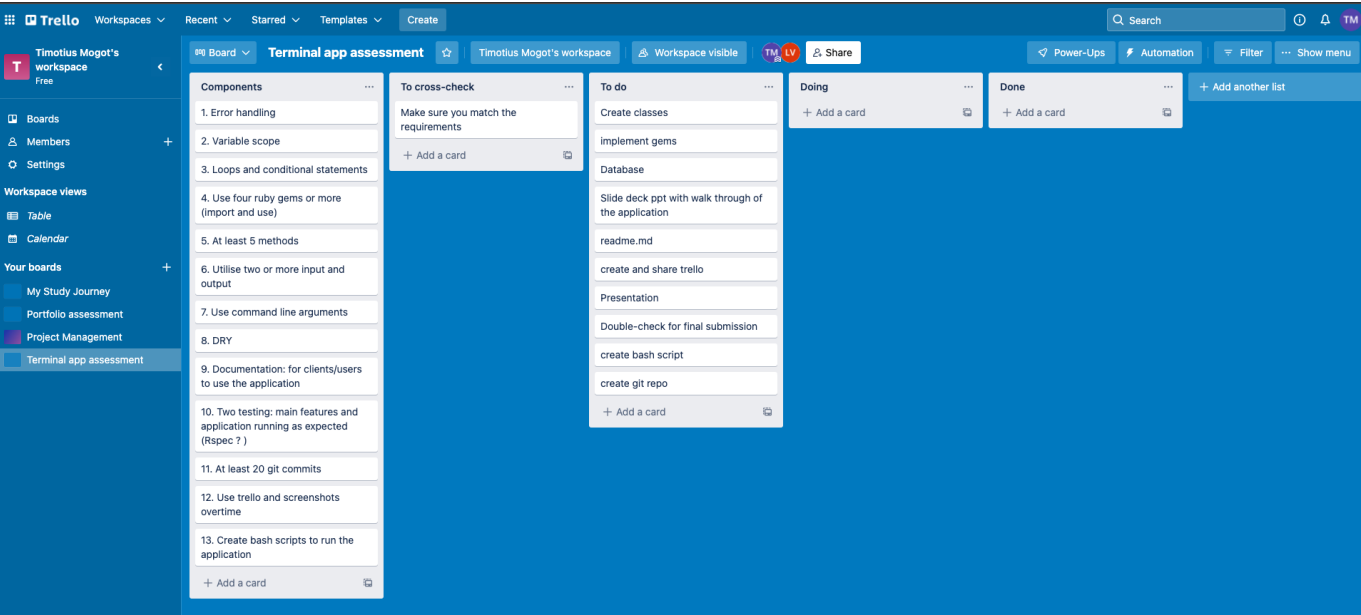 Trello
Workspaces
Recent
Starred
Templates
Create
Search
TM
T
Timotius Mogot's
workspace
Free
Board
Terminal app assessment
Timotius Mogot's workspace
Workspace visible
TM
LV
Share
Power-Ups
Automation
Filter
Show menu
Boards
Members
Settings
Workspace views
Table
Calendar
Your boards
My Study Journey
Portfolio assessment
Project Management
Terminal app assessment
Components
1. Error handling
2. Variable scope
3. Loops and conditional statements
4. Use four ruby gems or more
(import and use)
5. At least 5 methods
6. Utilise two or more input and
output
7. Use command line arguments
8. DRY
9. Documentation: for clients/users
to use the application
10. Two testing: main features and
application running as expected
(Rspec ? )
11. At least 20 git commits
12. Use trello and screenshots
overtime
13. Create bash scripts to run the
application
+ Add a card
To cross-check
Make sure you match the
requirements
+ Add a card
To do
Create classes
implement gems
Database
Slide deck ppt with walk through of
the application
readme.md
create and share trello
Presentation
Double-check for final submission
create bash script
create git repo
+ Add a card
Doing
+ Add a card
Done
+ Add a card
+ Add another list